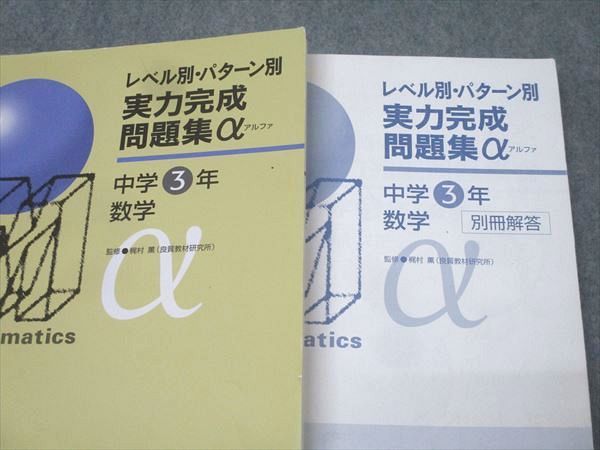 レベル別・パターン別
実力完成
問題集α アルファ
中学3年
数学
監修●梶村 薫(良質教材研究所)
α
matics
レベル別・パターン別
実力完成
問題集α アルファ
中学3年
数学 別冊解答
監修●梶村 薫(良質教材研究所)
α
matics